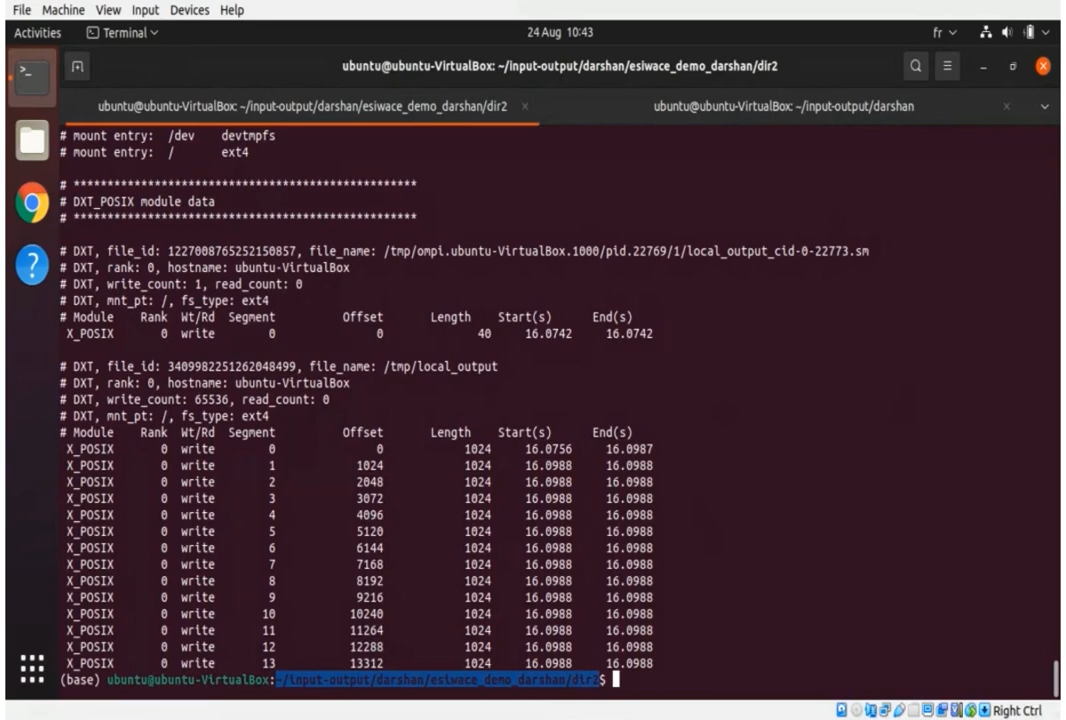 File Machine View Input Devices Help
Activities Terminal 24 Aug 10:43 fr
ubuntu@ubuntu-VirtualBox: ~/input-output/darshan/esiwace_demo_darshan/dir2
ubuntu@ubuntu-VirtualBox: ~/input-output/darshan/esiwace_demo_darshan/dir2 × ubuntu@ubuntu-VirtualBox: ~/input-output/darshan ×
# mount entry: /dev devtmpfs
# mount entry: / ext4
# ***************************************************
# DXT_POSIX module data
# ***************************************************
# DXT, file_id: 1227008765252150857, file_name: /tmp/ompi.ubuntu-VirtualBox.1000/pid.22769/1/local_output_cid-0-22773.sm
# DXT, rank: 0, hostname: ubuntu-VirtualBox
# DXT, write_count: 1, read_count: 0
# DXT, mnt_pt: /, fs_type: ext4
# Module Rank Wt/Rd Segment Offset Length Start(s) End(s)
X_POSIX 0 write 0 0 40 16.0742 16.0742
# DXT, file_id: 3409982251262048499, file_name: /tmp/local_output
# DXT, rank: 0, hostname: ubuntu-VirtualBox
# DXT, write_count: 65536, read_count: 0
# DXT, mnt_pt: /, fs_type: ext4
# Module Rank Wt/Rd Segment Offset Length Start(s) End(s)
X_POSIX 0 write 0 0 1024 16.0756 16.0987
X_POSIX 0 write 1 1024 1024 16.0988 16.0988
X_POSIX 0 write 2 2048 1024 16.0988 16.0988
X_POSIX 0 write 3 3072 1024 16.0988 16.0988
X_POSIX 0 write 4 4096 1024 16.0988 16.0988
X_POSIX 0 write 5 5120 1024 16.0988 16.0988
X_POSIX 0 write 6 6144 1024 16.0988 16.0988
X_POSIX 0 write 7 7168 1024 16.0988 16.0988
X_POSIX 0 write 8 8192 1024 16.0988 16.0988
X_POSIX 0 write 9 9216 1024 16.0988 16.0988
X_POSIX 0 write 10 10240 1024 16.0988 16.0988
X_POSIX 0 write 11 11264 1024 16.0988 16.0988
X_POSIX 0 write 12 12288 1024 16.0988 16.0988
X_POSIX 0 write 13 13312 1024 16.0988 16.0988
(base) ubuntu@ubuntu-VirtualBox:~/input-output/darshan/esiwace_demo_darshan/dir2$
Right Ctrl